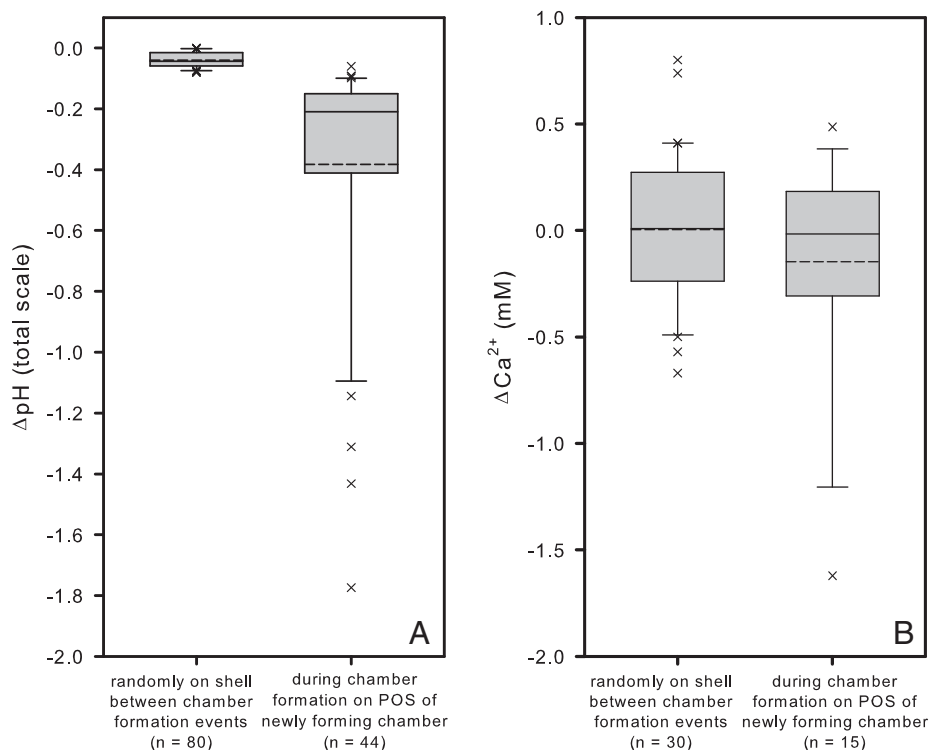 0.0
-0.2
-0.4
-0.6
-0.8
-1.0
-1.2
-1.4
-1.6
-1.8
-2.0
ΔpH (total scale)
A
randomly on shell
between chamber
formation events
(n = 80)
during chamber
formation on POS of
newly forming chamber
(n = 44)
1.0
0.5
0.0
-0.5
-1.0
-1.5
-2.0
ΔCa²⁺ (mM)
B
randomly on shell
between chamber
formation events
(n = 30)
during chamber
formation on POS of
newly forming chamber
(n = 15)